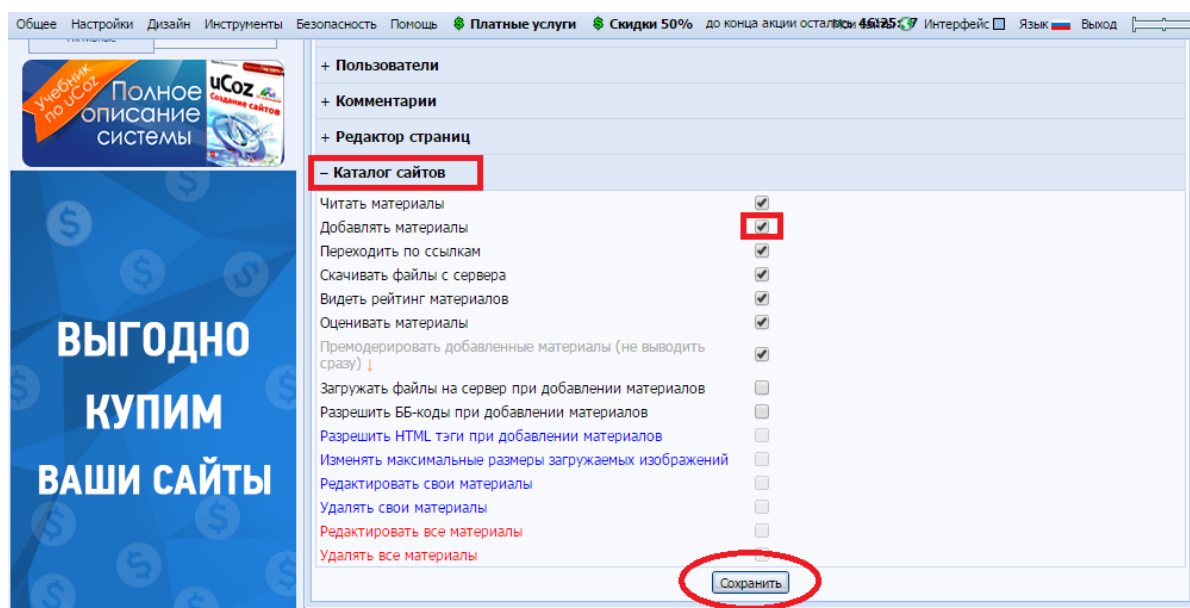 Общее Настройки Дизайн Инструменты Безопасность Помощь $ Платные услуги $ Скидки 50% до конца акции осталось 46:25: 7 Интерфейс Язык Выход
Активные
Учебник по uCoz
Полное описание системы
uCoz
Создание сайтов
+ Пользователи
+ Комментарии
+ Редактор страниц
− Каталог сайтов
Читать материалы
Добавлять материалы
Переходить по ссылкам
Скачивать файлы с сервера
Видеть рейтинг материалов
Оценивать материалы
Премодерировать добавленные материалы (не выводить
сразу) ↓
Загружать файлы на сервер при добавлении материалов
Разрешить ББ-коды при добавлении материалов
Разрешить HTML тэги при добавлении материалов
Изменять максимальные размеры загружаемых изображений
Редактировать свои материалы
Удалять свои материалы
Редактировать все материалы
Удалять все материалы
Сохранить
ВЫГОДНО
КУПИМ
ВАШИ САЙТЫ